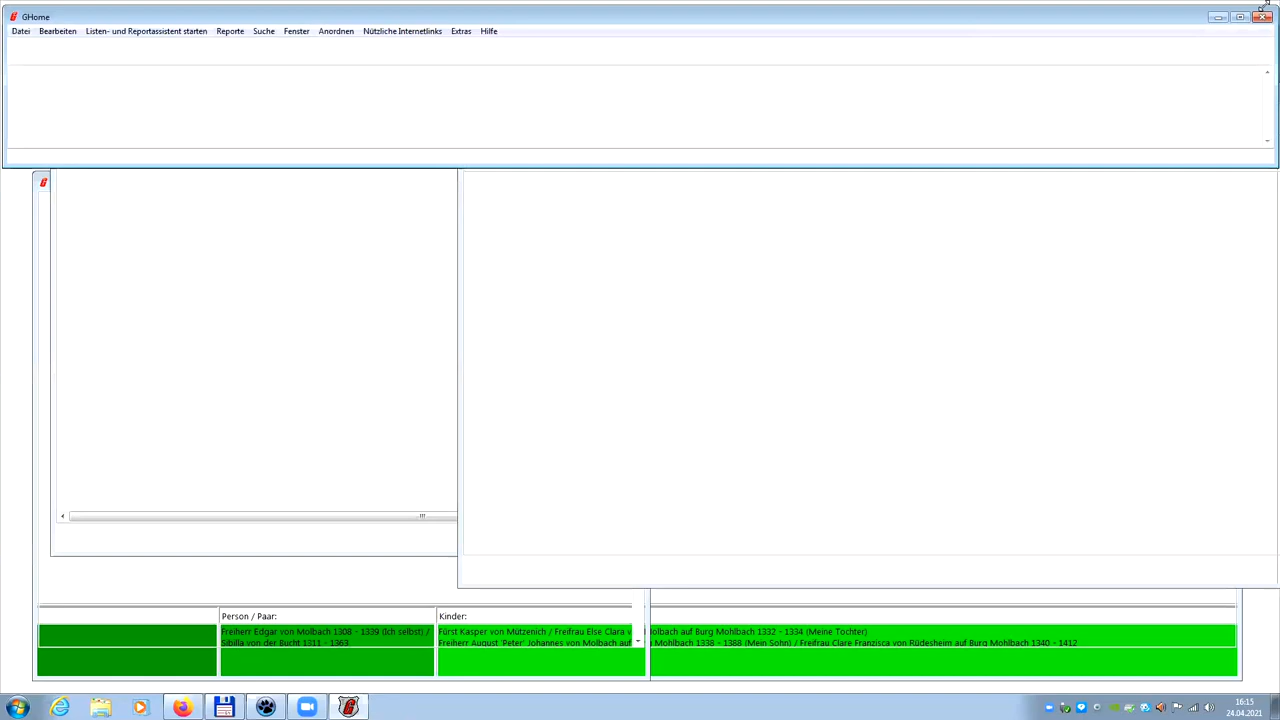 GHome
Datei Bearbeiten Listen- und Reportassistent starten Reporte Suche Fenster Anordnen Nützliche Internetlinks Extras Hilfe
Person / Paar: Kinder:
Freiherr Edgar von Molbach 1308 - 1339 (Ich selbst) / Fürst Kasper von Mützenich / Freifrau Else Clara v Molbach auf Burg Mohlbach 1332 - 1334 (Meine Tochter)
Sibilla von der Bucht 1311 - 1363 Freiherr August 'Peter' Johannes von Molbach auf Mohlbach 1338 - 1388 (Mein Sohn) / Freifrau Clare Franzisca von Rüdesheim auf Burg Mohlbach 1340 - 1412
16:15
24.04.2021